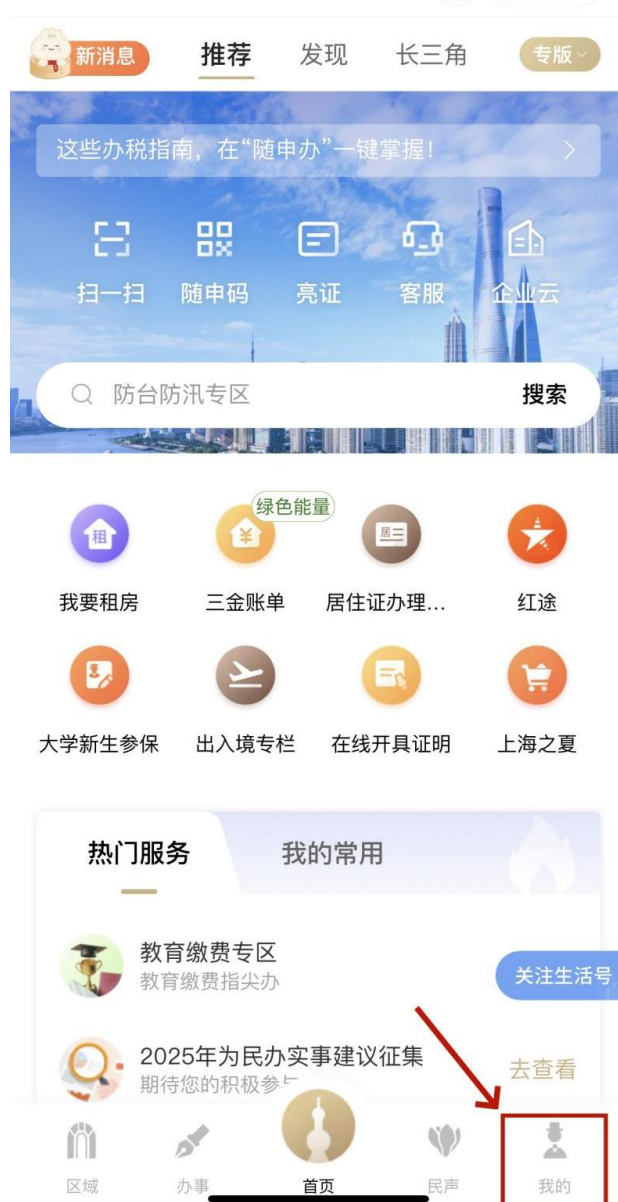 新消息 推荐 发现 长三角 专版
这些办税指南，在“随申办”一键掌握！
扫一扫 随申码 亮证 客服 企业云
防台防汛专区 搜索
绿色能量
租 居
我要租房 三金账单 居住证办理... 红途
大学新生参保 出入境专栏 在线开具证明 上海之夏
热门服务 我的常用
教育缴费专区
教育缴费指尖办
关注生活号
2025年为民办实事建议征集
期待您的积极参与
去查看
区域 办事 首页 民声 我的